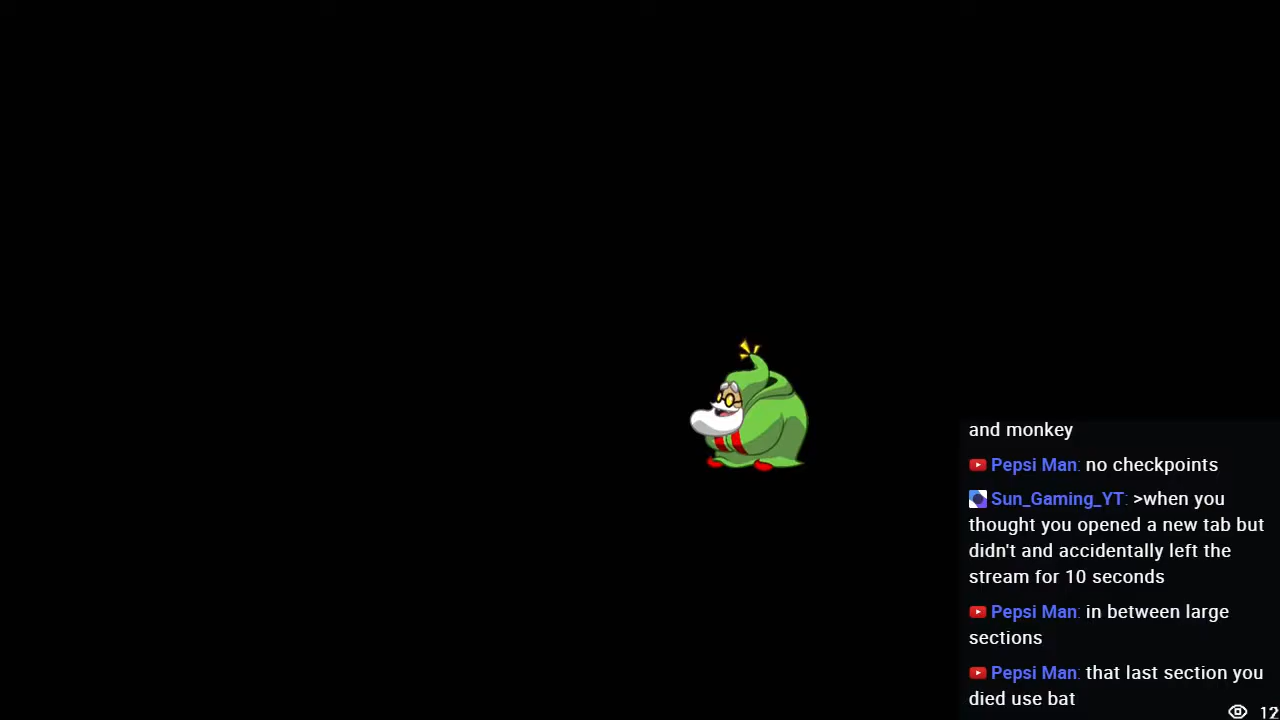 and monkey
Pepsi Man: no checkpoints
Sun_Gaming_YT: >when you
thought you opened a new tab but
didn't and accidentally left the
stream for 10 seconds
Pepsi Man: in between large
sections
Pepsi Man: that last section you
died use bat
12